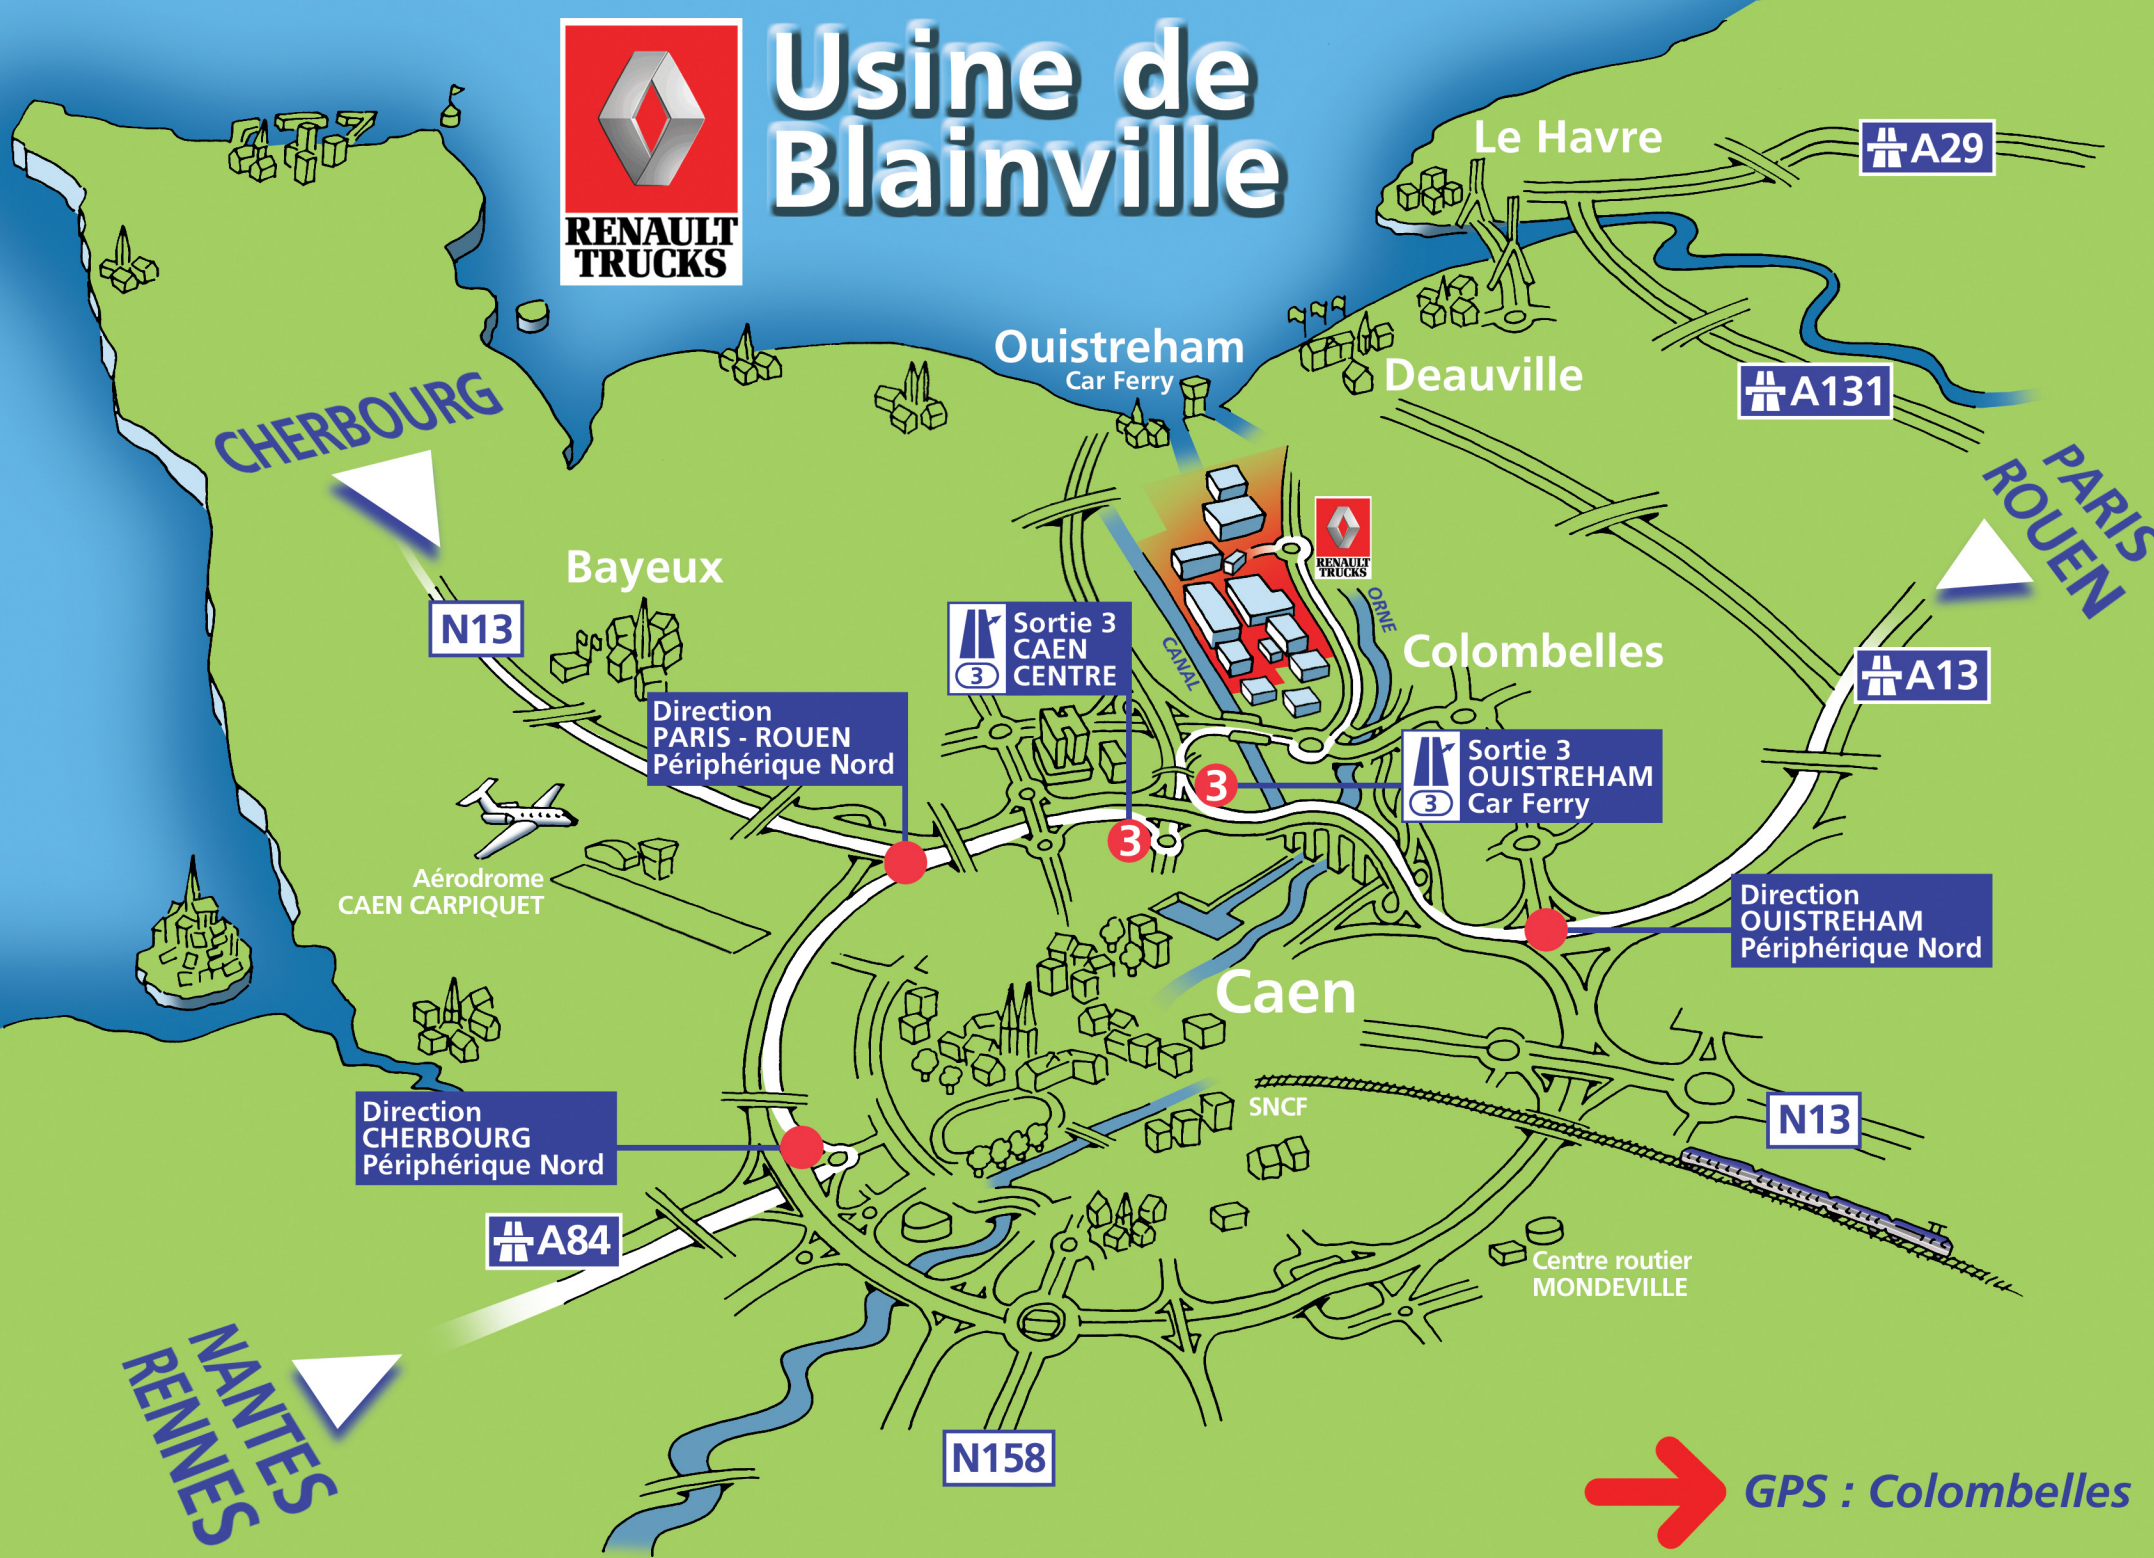 Usine de
Blainville
RENAULT
TRUCKS
Le Havre
A29
Ouistreham
Car Ferry
Deauville
A131
CHERBOURG
PARIS
ROUEN
Bayeux
N13
RENAULT
TRUCKS
ORNE
CANAL
Sortie 3
CAEN
CENTRE
3
Colombelles
A13
Direction
PARIS - ROUEN
Périphérique Nord
Sortie 3
OUISTREHAM
Car Ferry
3
3
3
Aérodrome
CAEN CARPIQUET
Direction
OUISTREHAM
Périphérique Nord
Caen
SNCF
N13
Direction
CHERBOURG
Périphérique Nord
A84
Centre routier
MONDEVILLE
NANTES
RENNES
N158
GPS : Colombelles